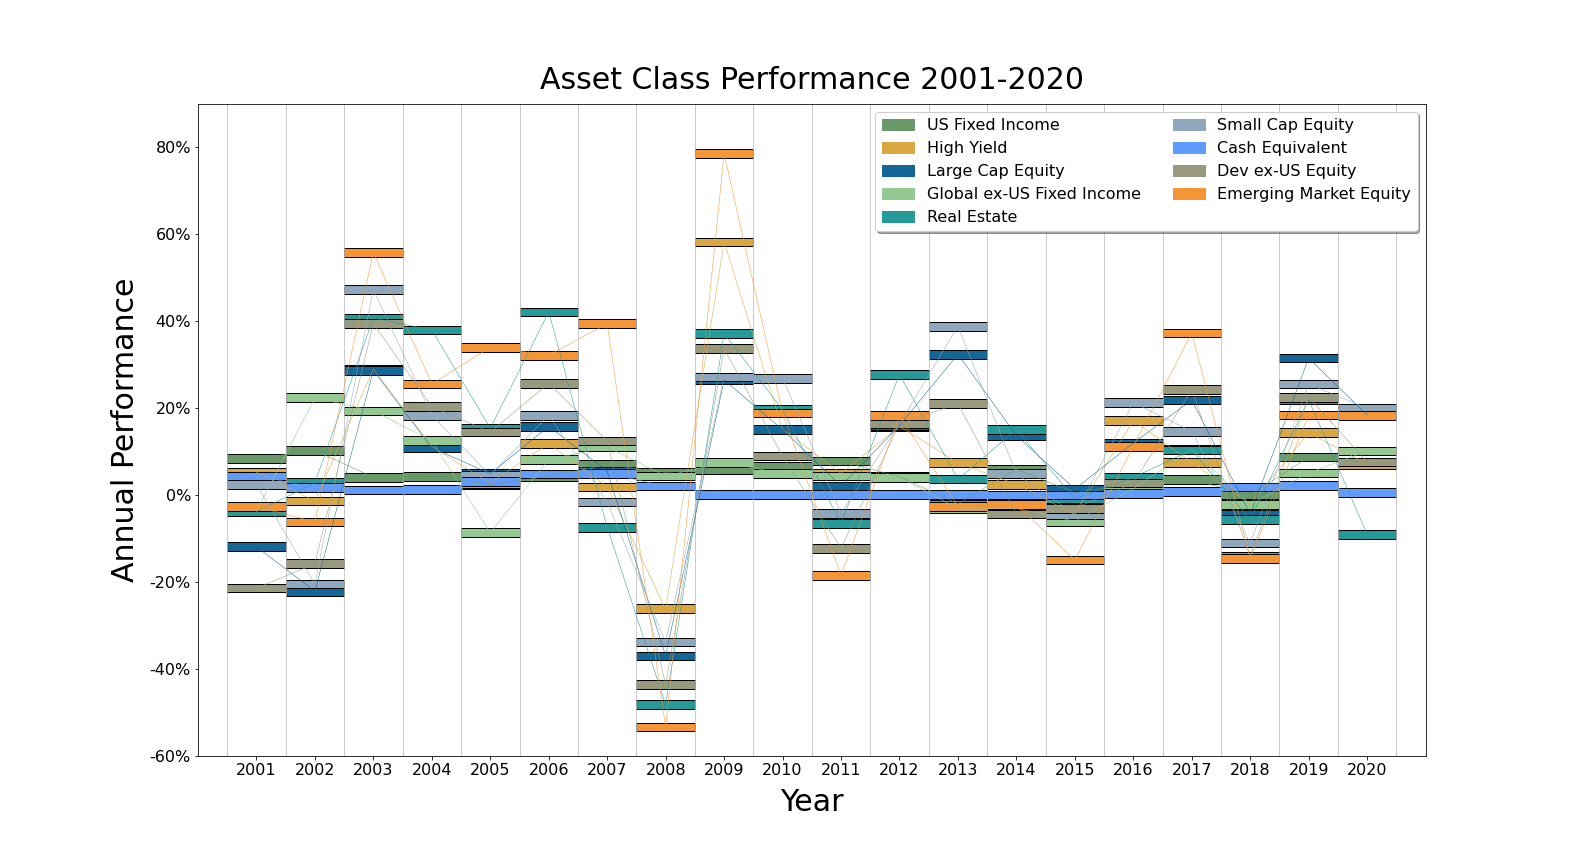 Asset Class Performance 2001-2020
US Fixed Income
High Yield
Large Cap Equity
Global ex-US Fixed Income
Real Estate
Small Cap Equity
Cash Equivalent
Dev ex-US Equity
Emerging Market Equity
Annual Performance
80%
60%
40%
20%
0%
-20%
-40%
-60%
2001 2002 2003 2004 2005 2006 2007 2008 2009 2010 2011 2012 2013 2014 2015 2016 2017 2018 2019 2020
Year